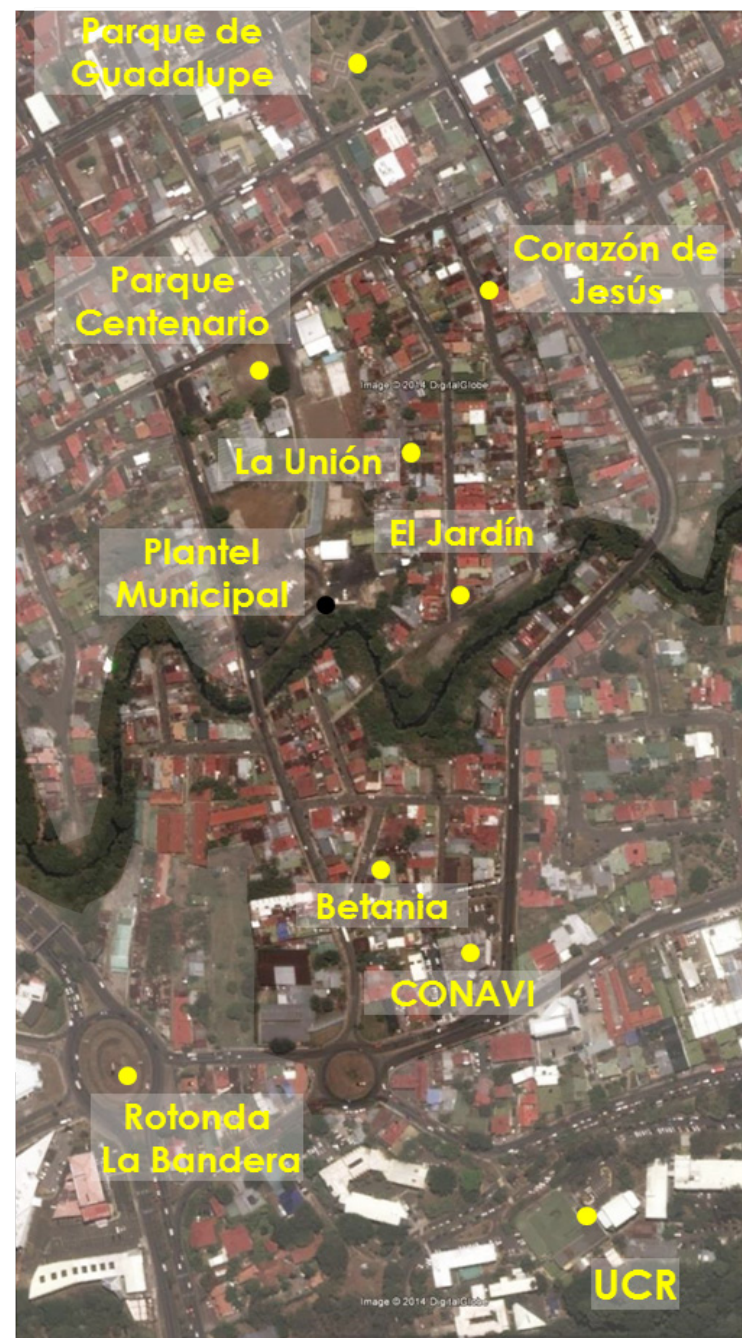 Parque de
Guadalupe
Corazón de
Jesús
Parque
Centenario
Image © 2014 DigitalGlobe
La Unión
El Jardín
Plantel
Municipal
Betania
CONAVI
Rotonda
La Bandera
UCR
Image © 2014 DigitalGlobe